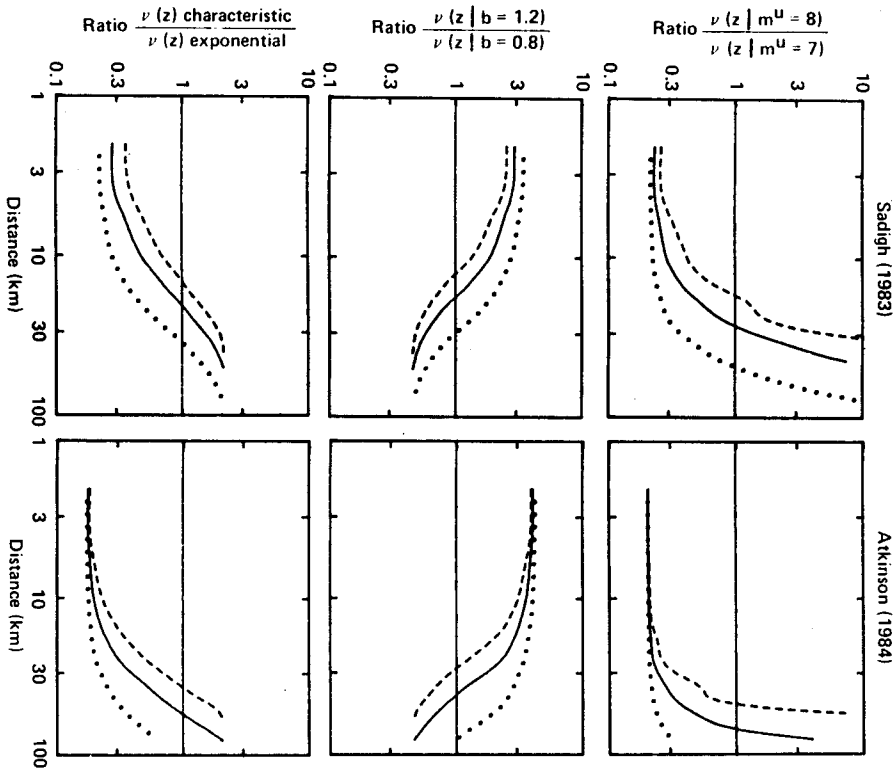 Ratio ν (z) characteristic / ν (z) exponential
Ratio ν (z | b = 1.2) / ν (z | b = 0.8)
Ratio ν (z | mᵘ = 8) / ν (z | mᵘ = 7)
0.1 0.3 1 3 10
0.1 0.3 1 3 10
0.1 0.3 1 3 10
Sadigh (1983)
1 3 10 30 100
Distance (km)
Atkinson (1984)
1 3 10 30 100
Distance (km)